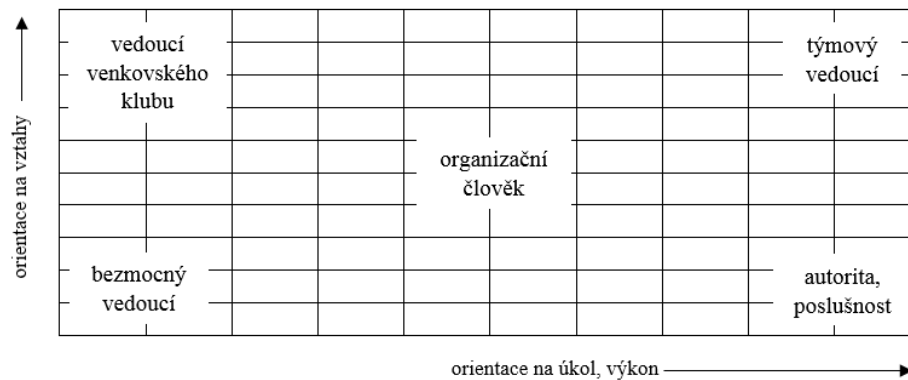 orientace na vztahy
vedoucí
venkovského
klubu
týmový
vedoucí
organizační
člověk
bezmocný
vedoucí
autorita,
poslušnost
orientace na úkol, výkon